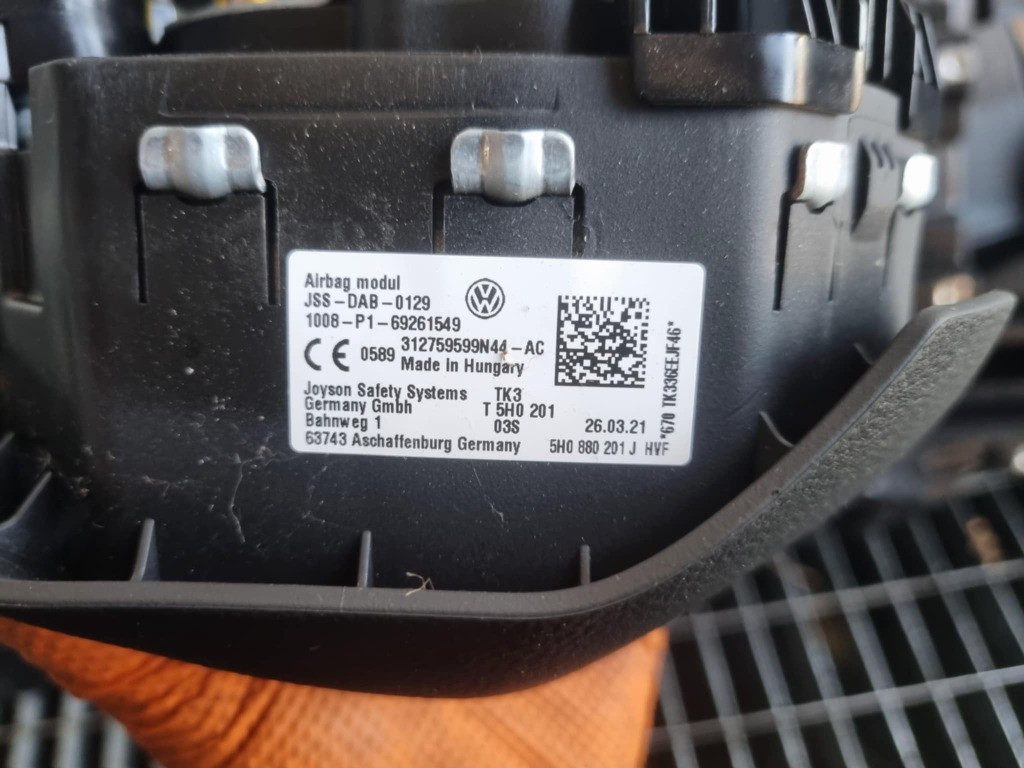 Airbag modul
JSS-DAB-0129
1008-P1-69261549
312759599N44-AC
0589 Made in Hungary
Joyson Safety Systems TK3
Germany Gmbh T 5H0 201
Bahnweg 1 03S 26.03.21
63743 Aschaffenburg Germany 5H0 880 201 J HVF
*670 TK336EEJF46*